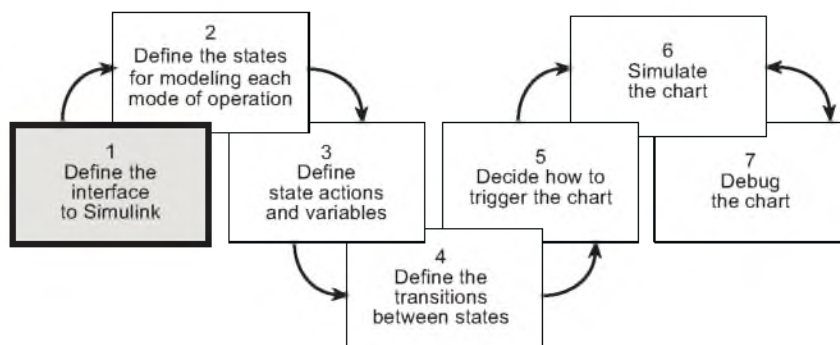 1
Define the
interface
to Simulink
2
Define the states
for modeling each
mode of operation
3
Define
state actions
and variables
4
Define the
transitions
between states
5
Decide how to
trigger the chart
6
Simulate
the chart
7
Debug
the chart